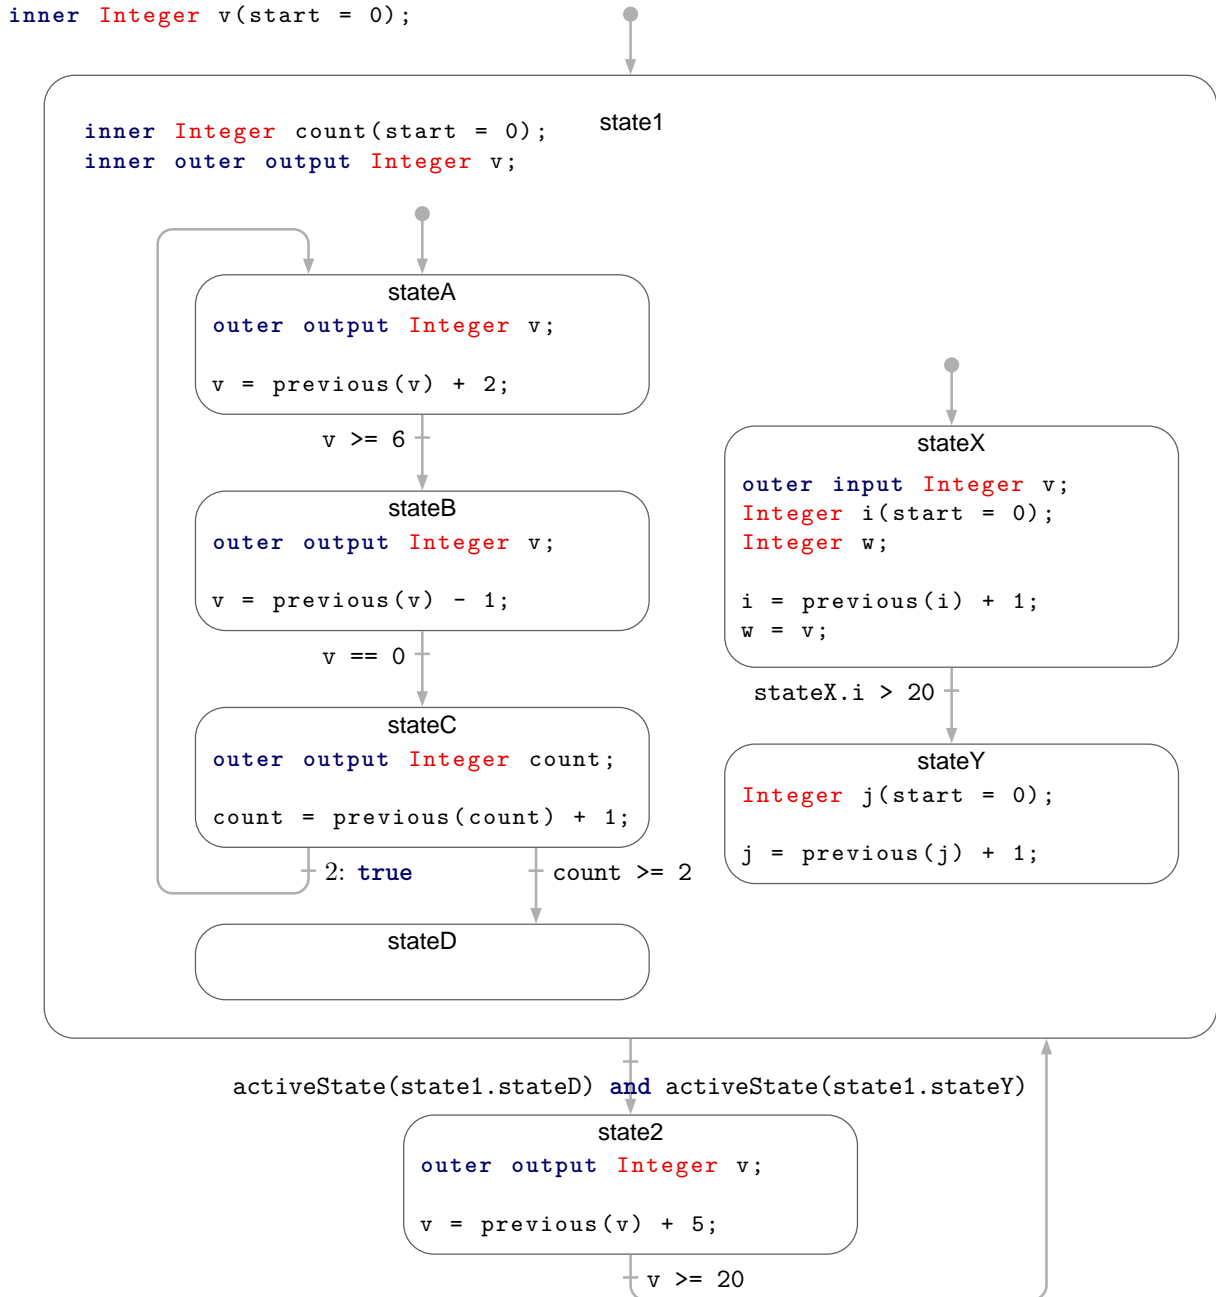 inner Integer v(start = 0);
state1
inner Integer count(start = 0);
inner outer output Integer v;
stateA
outer output Integer v;
v = previous(v) + 2;
v >= 6
stateB
outer output Integer v;
v = previous(v) - 1;
v == 0
stateC
outer output Integer count;
count = previous(count) + 1;
2: true
count >= 2
stateD
stateX
outer input Integer v;
Integer i(start = 0);
Integer w;
i = previous(i) + 1;
w = v;
stateX.i > 20
stateY
Integer j(start = 0);
j = previous(j) + 1;
activeState(state1.stateD) and activeState(state1.stateY)
state2
outer output Integer v;
v = previous(v) + 5;
v >= 20